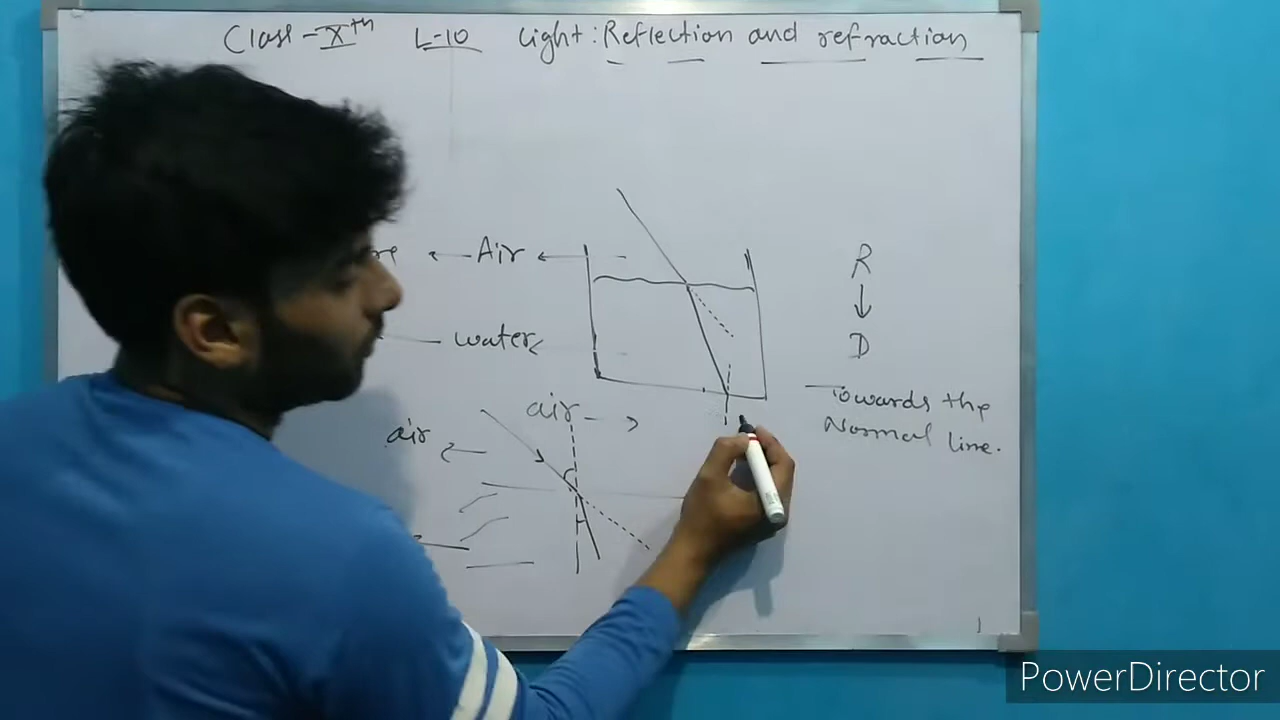 Class - Xth L-10 Light: Reflection and refraction
Air
R
water
D
Towards the
Normal line.
air
air
PowerDirector